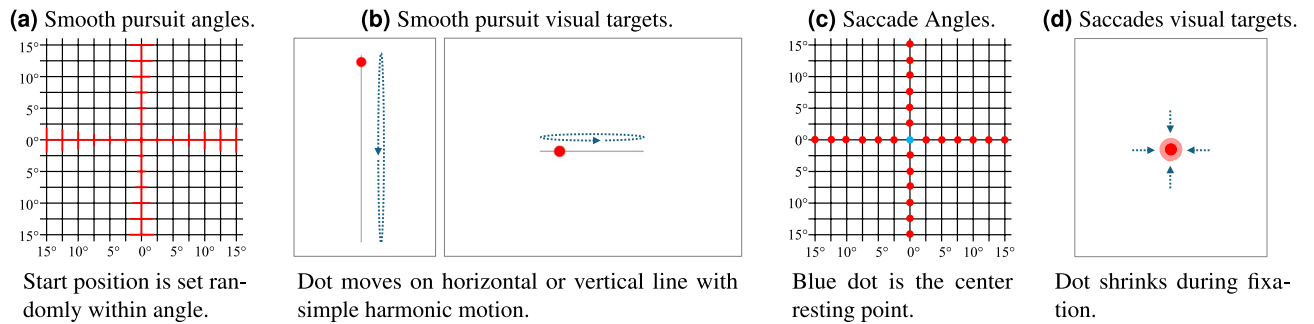 (a) Smooth pursuit angles.
15°
10°
5°
0°
5°
10°
15°
15° 10° 5° 0° 5° 10° 15°
Start position is set ran-
domly within angle.
(b) Smooth pursuit visual targets.
Dot moves on horizontal or vertical line with
simple harmonic motion.
(c) Saccade Angles.
15°
10°
5°
0°
5°
10°
15°
15° 10° 5° 0° 5° 10° 15°
Blue dot is the center
resting point.
(d) Saccades visual targets.
Dot shrinks during fixa-
tion.